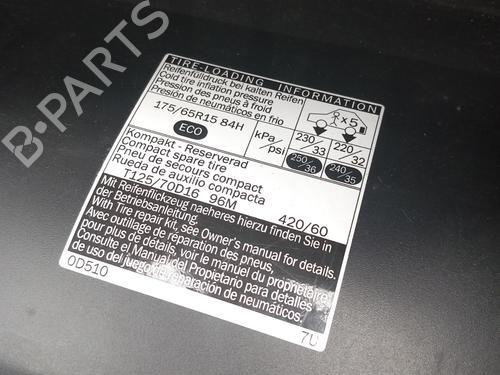 TIRE-LOADING INFORMATION
Reifenfülldruck bei kalten Reifen
Cold tire inflation pressure
Pression des pneus à froid
Presión de neumáticos en frio
x5
175/65R15 84H
ECO
kPa/psi
230/33
220/32
250/36
240/35
Kompakt - Reserverad
Compact spare tire
Pneu de secours compact
Rueda de auxilio compacta
T125/70D16 96M
420/60
Mit Reifenflickzeug naeheres hierzu finden Sie in
der Betriebsanleitung.
With Tire repair kit, see Owner's manual for details.
Avec outillage de réparation des pneus,
pour plus de détails, voir le manuel du propriétaire.
Consulte el Manual del Propietario para detalles
de uso del juego de reparación de neumáticos.
0D510
7U
B-PARTS